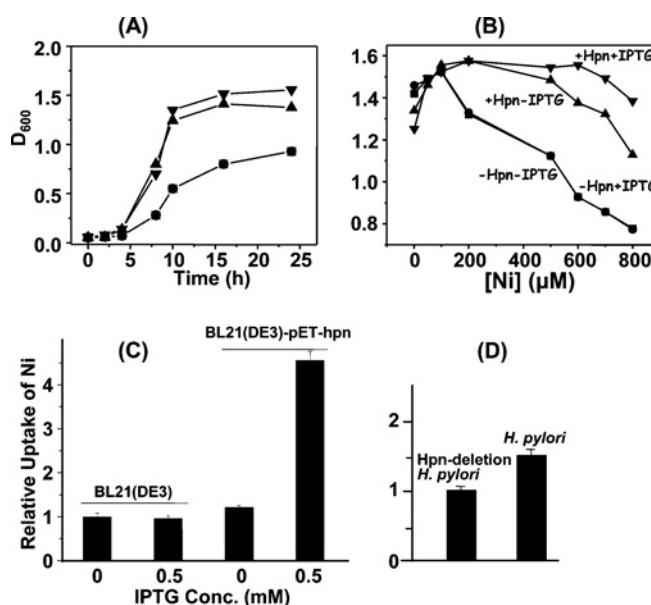 (A)
2.0
1.5
1.0
0.5
0.0
D600
0 5 10 15 20 25
Time (h)
(B)
1.6
1.4
1.2
1.0
0.8
+Hpn+IPTG
+Hpn-IPTG
-Hpn-IPTG
-Hpn+IPTG
0 200 400 600 800
[Ni] (μM)
(C)
BL21(DE3)-pET-hpn
4
3
2
1
0
Relative Uptake of Ni
BL21(DE3)
0 0.5 0 0.5
IPTG Conc. (mM)
(D)
2
1
0
H. pylori
Hpn-deletion
H. pylori